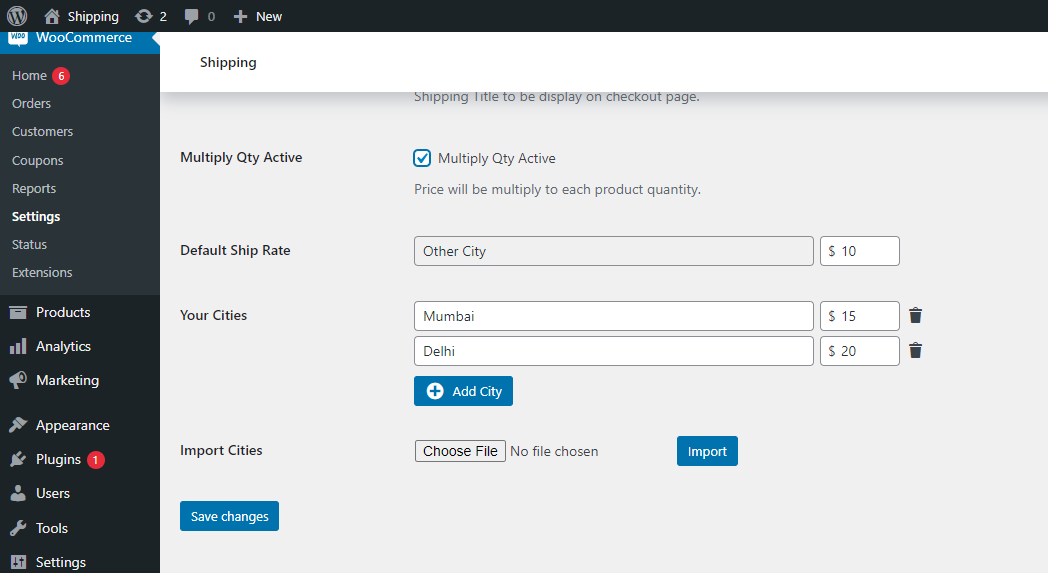 Shipping 2 0 New
WOO WooCommerce
Home 6
Orders
Customers
Coupons
Reports
Settings
Status
Extensions
Products
Analytics
Marketing
Appearance
Plugins 1
Users
Tools
Settings
Shipping
Shipping Title to be display on checkout page.
Multiply Qty Active
Multiply Qty Active
Price will be multiply to each product quantity.
Default Ship Rate
Other City $ 10
Your Cities
Mumbai $ 15
Delhi $ 20
Add City
Import Cities
Choose File No file chosen Import
Save changes